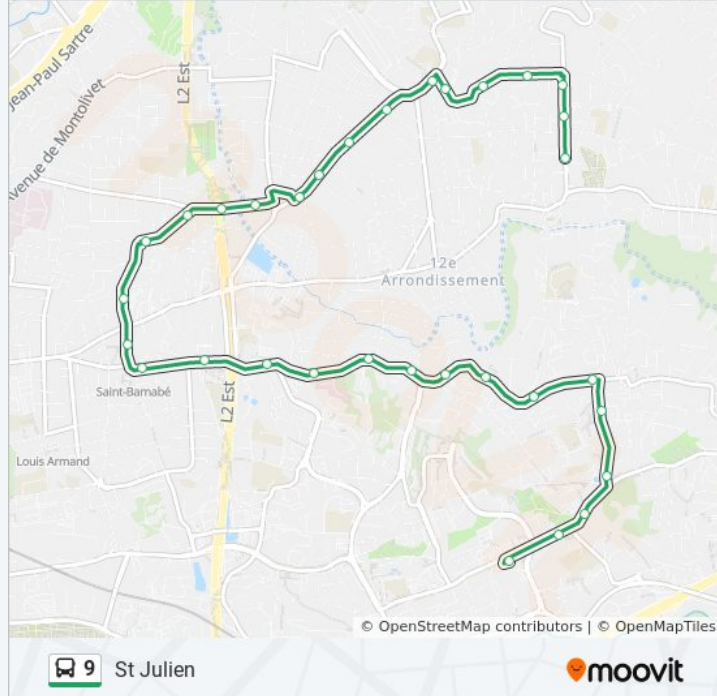 Jean-Paul Sartre
L2 Est
Avenue de Montolivet
12e
Arrondissement
Saint-Barnabé
L2 Est
Louis Armand
© OpenStreetMap contributors | © OpenMapTiles
9 St Julien
moovit